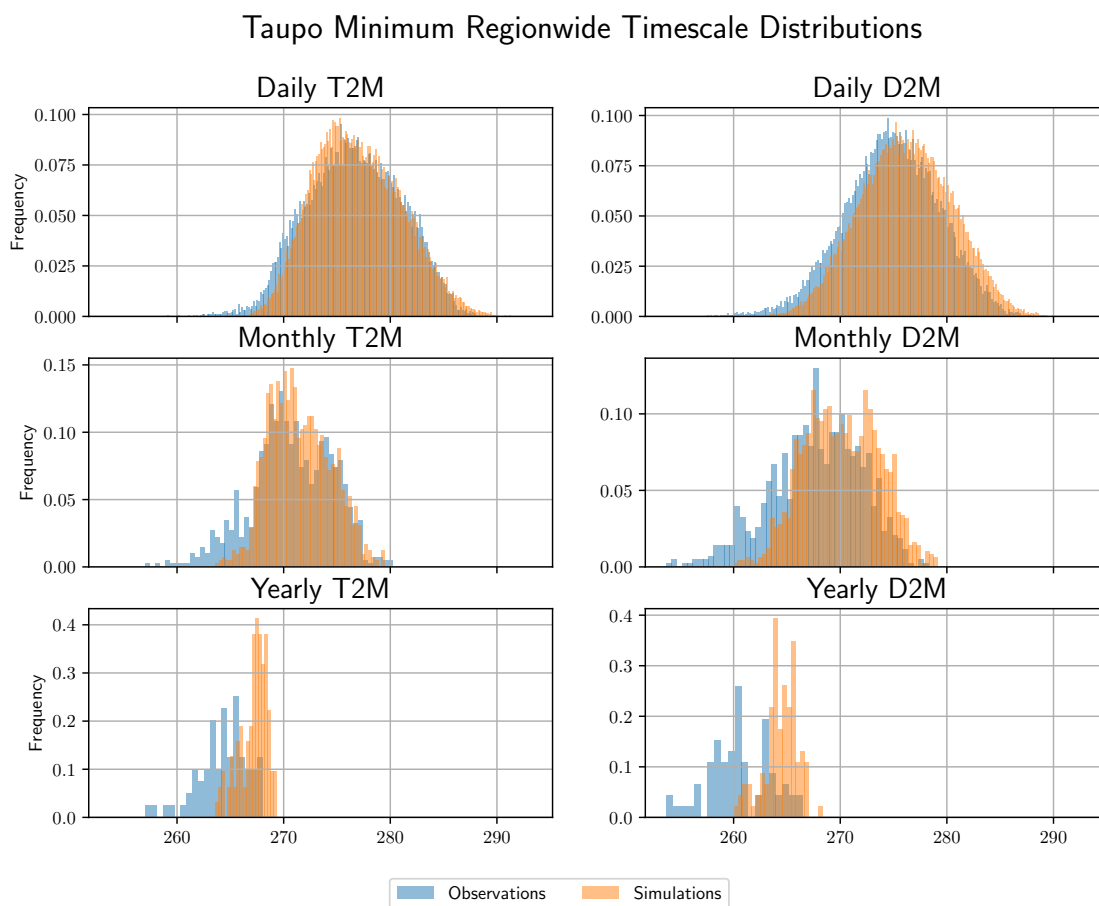 Taupo Minimum Regionwide Timescale Distributions
Daily T2M
Daily D2M
Frequency
0.100
0.075
0.050
0.025
0.000
0.100
0.075
0.050
0.025
0.000
Monthly T2M
Monthly D2M
Frequency
0.15
0.10
0.05
0.00
0.10
0.05
0.00
Yearly T2M
Yearly D2M
Frequency
0.4
0.3
0.2
0.1
0.0
0.4
0.3
0.2
0.1
0.0
260 270 280 290
260 270 280 290
Observations Simulations